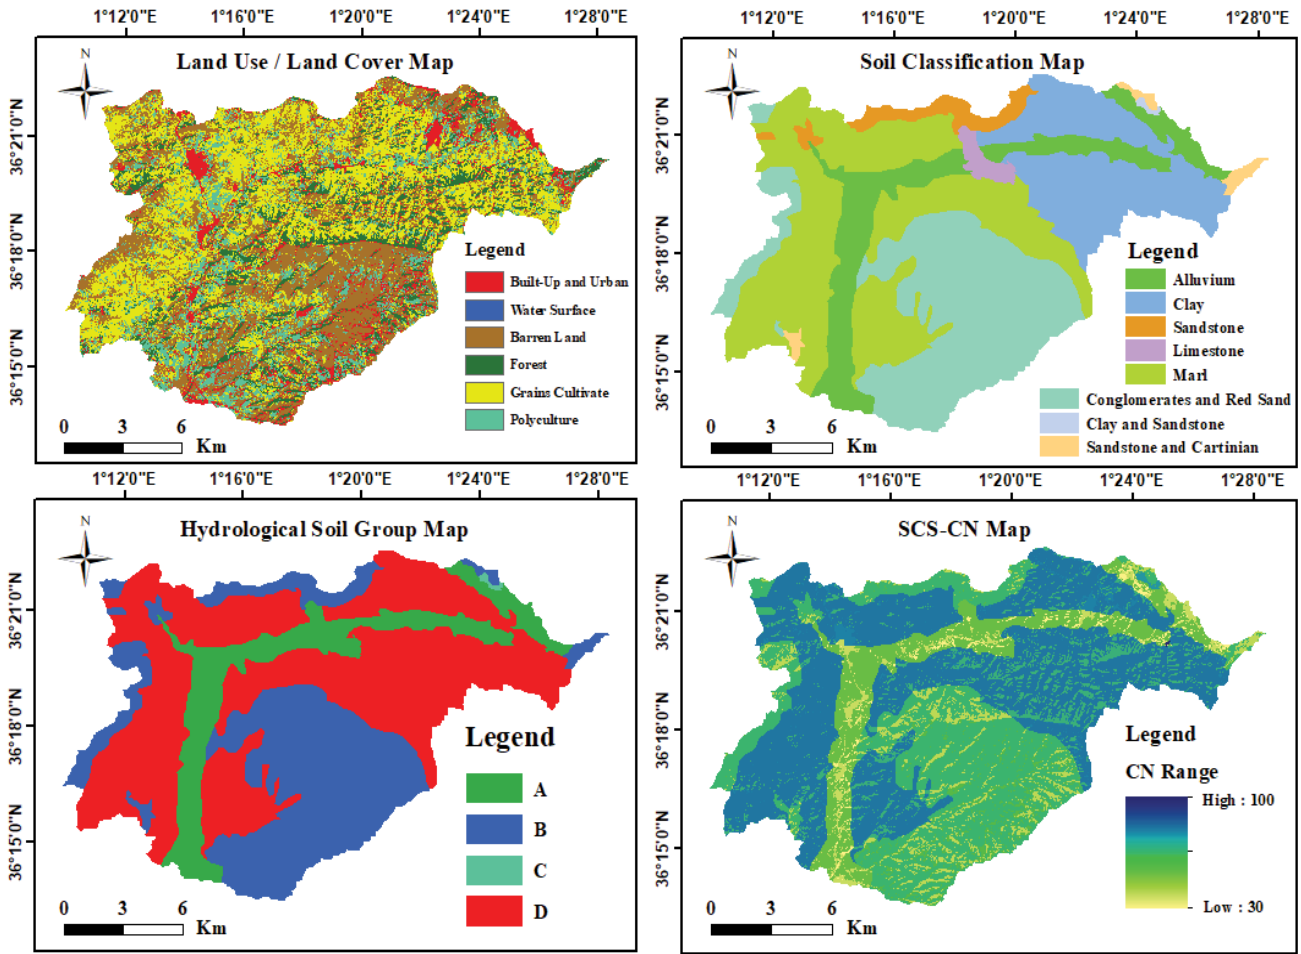 1°12'0"E 1°16'0"E 1°20'0"E 1°24'0"E 1°28'0"E
N
Land Use / Land Cover Map
36°21'0"N
36°18'0"N
36°15'0"N
Legend
Built-Up and Urban
Water Surface
Barren Land
Forest
Grains Cultivate
Polyculture
0 3 6
Km
1°12'0"E 1°16'0"E 1°20'0"E 1°24'0"E 1°28'0"E
N
Soil Classification Map
36°21'0"N
36°18'0"N
36°15'0"N
Legend
Alluvium
Clay
Sandstone
Limestone
Marl
Conglomerates and Red Sand
Clay and Sandstone
Sandstone and Cartinian
0 3 6
Km
1°12'0"E 1°16'0"E 1°20'0"E 1°24'0"E 1°28'0"E
N
Hydrological Soil Group Map
36°21'0"N
36°18'0"N
36°15'0"N
Legend
A
B
C
D
0 3 6
Km
1°12'0"E 1°16'0"E 1°20'0"E 1°24'0"E 1°28'0"E
N
SCS-CN Map
36°21'0"N
36°18'0"N
36°15'0"N
Legend
CN Range
High : 100
Low : 30
0 3 6
Km